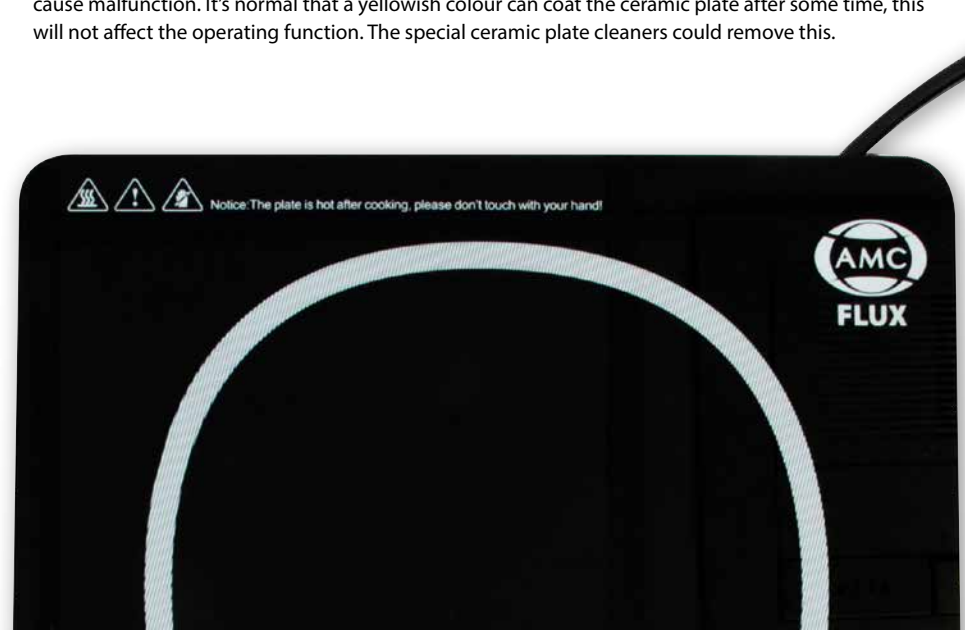 cause malfunction. It's normal that a yellowish colour can coat the ceramic plate after some time, this
will not affect the operating function. The special ceramic plate cleaners could remove this.
Notice:The plate is hot after cooking, please don't touch with your hand!
AMC
FLUX